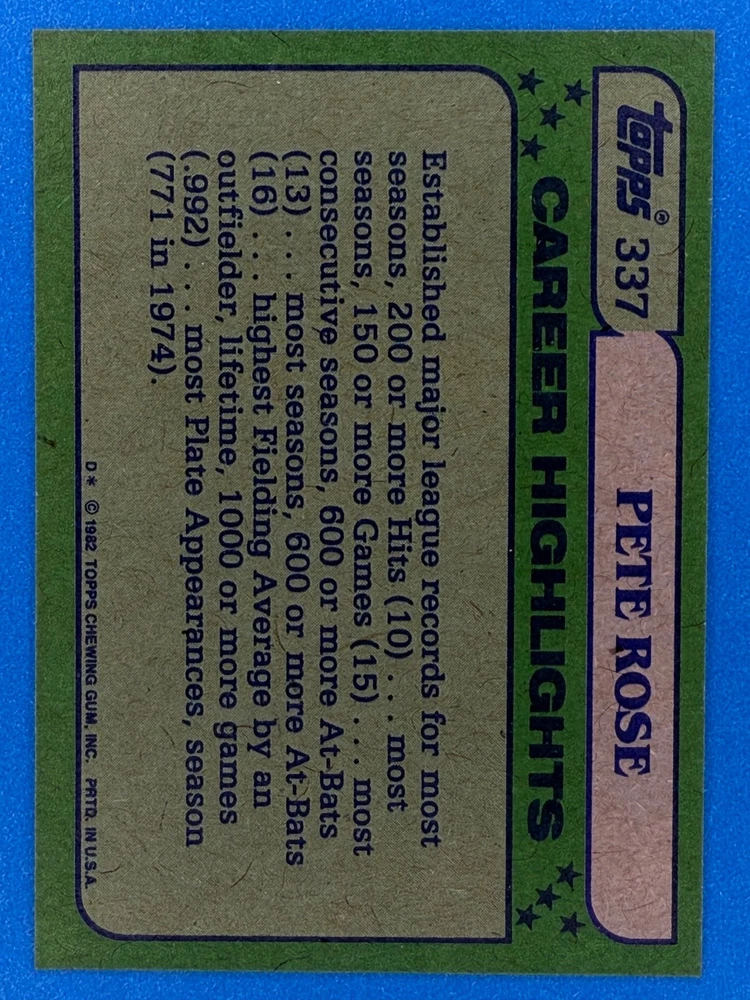 Topps® 337
PETE ROSE
CAREER HIGHLIGHTS
Established major league records for most
seasons, 200 or more Hits (10) . . . most
seasons, 150 or more Games (15) . . . most
consecutive seasons, 600 or more At-Bats
(13) . . . most seasons, 600 or more At-Bats
(16) . . . highest Fielding Average by an
outfielder, lifetime, 1000 or more games
(.992) . . . most Plate Appearances, season
(771 in 1974).
D* © 1982 TOPPS CHEWING GUM, INC. PRTD. IN U.S.A.